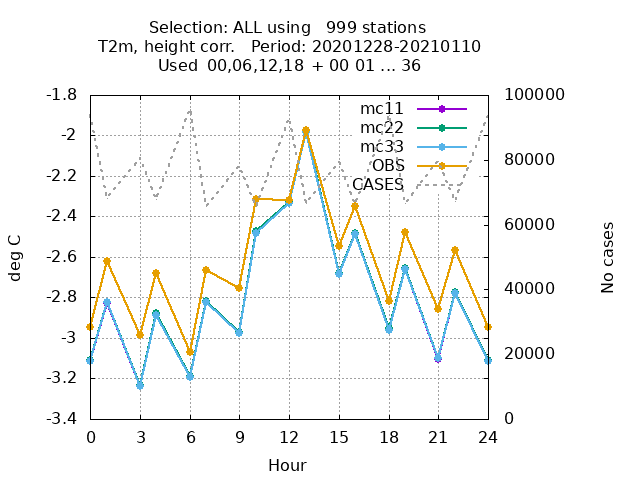 Selection: ALL using   999 stations
T2m, height corr.   Period: 20201228-20210110
Used  00,06,12,18  + 00 01 ... 36
-1.8
-2
-2.2
-2.4
-2.6
-2.8
-3
-3.2
-3.4
deg C
mc11
mc22
mc33
OBS
CASES
100000
80000
60000
40000
20000
0
No cases
0 3 6 9 12 15 18 21 24
Hour